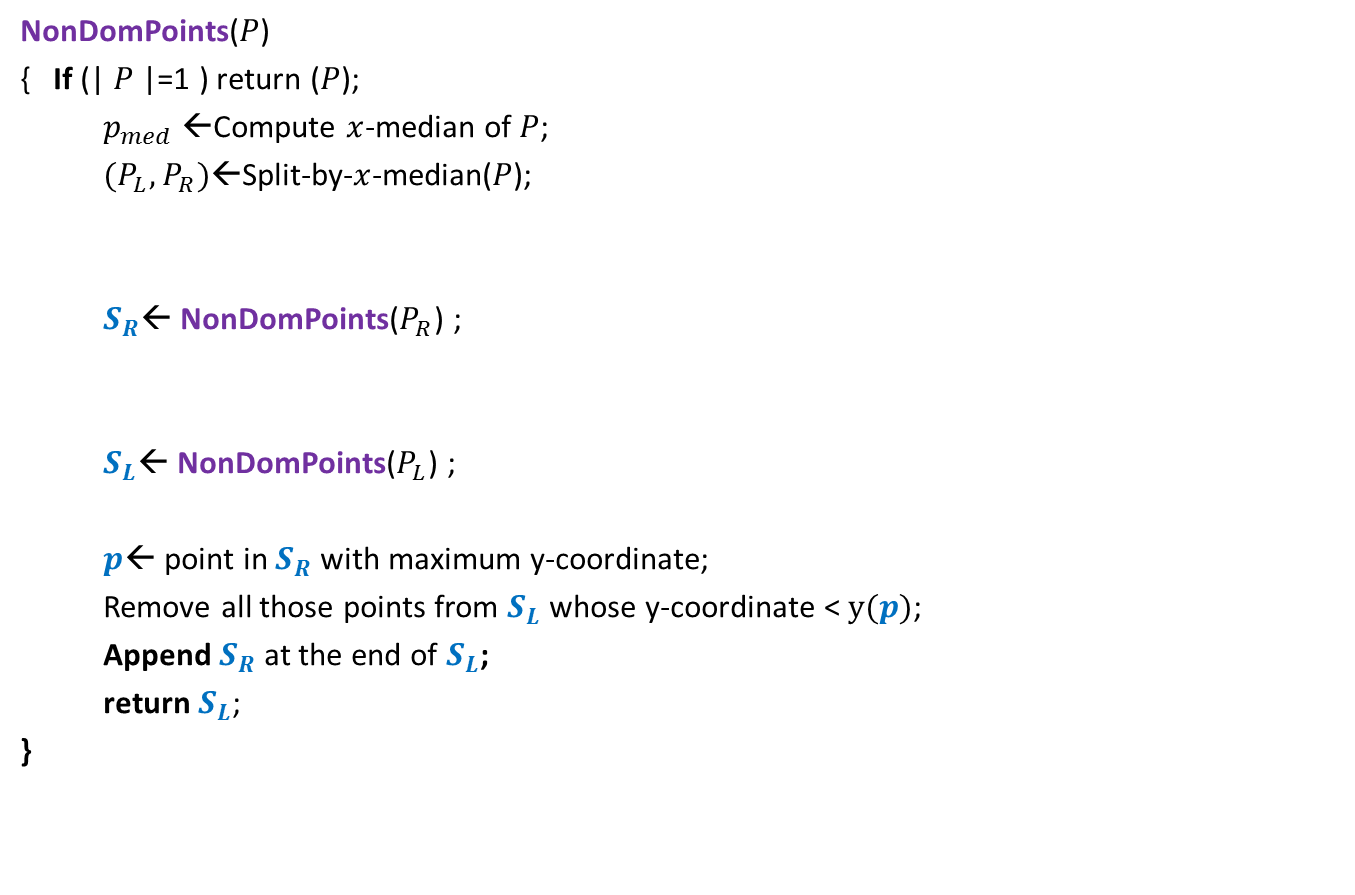 NonDomPoints(P)
{ If (| P |=1 ) return (P);
p_med ←Compute x-median of P;
(P_L, P_R)←Split-by-x-median(P);
S_R← NonDomPoints(P_R) ;
S_L← NonDomPoints(P_L) ;
p← point in S_R with maximum y-coordinate;
Remove all those points from S_L whose y-coordinate < y(p);
Append S_R at the end of S_L;
return S_L;
}